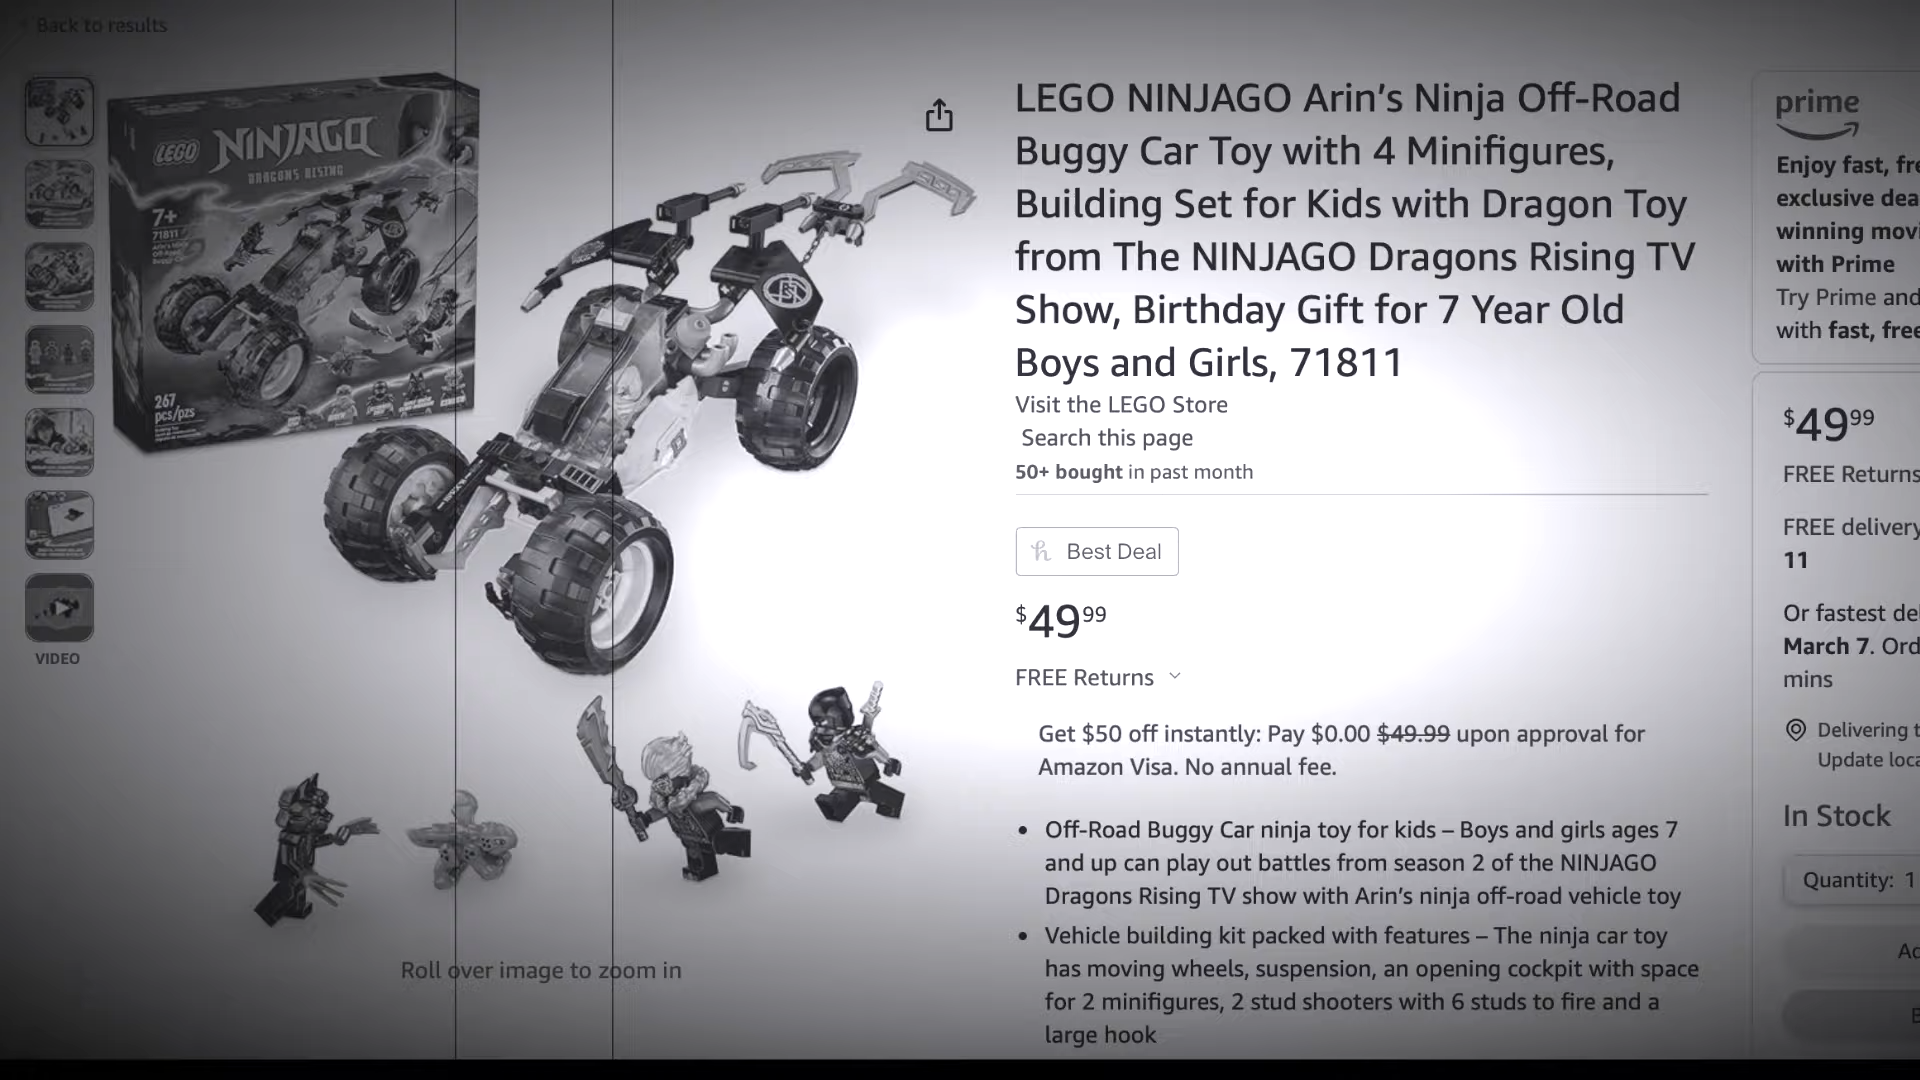 Back to results
LEGO NINJAGO
DRAGONS RISING
7+
71811
267
pcs/pzs
VIDEO
Roll over image to zoom in
LEGO NINJAGO Arin's Ninja Off-Road
Buggy Car Toy with 4 Minifigures,
Building Set for Kids with Dragon Toy
from The NINJAGO Dragons Rising TV
Show, Birthday Gift for 7 Year Old
Boys and Girls, 71811
Visit the LEGO Store
Search this page
50+ bought in past month
Best Deal
$49.99
FREE Returns
Get $50 off instantly: Pay $0.00 $49.99 upon approval for
Amazon Visa. No annual fee.
• Off-Road Buggy Car ninja toy for kids – Boys and girls ages 7
and up can play out battles from season 2 of the NINJAGO
Dragons Rising TV show with Arin's ninja off-road vehicle toy
• Vehicle building kit packed with features – The ninja car toy
has moving wheels, suspension, an opening cockpit with space
for 2 minifigures, 2 stud shooters with 6 studs to fire and a
large hook
prime
Enjoy fast, fre
exclusive dea
winning movi
with Prime
Try Prime and
with fast, free
$49.99
FREE Returns
FREE delivery
11
Or fastest del
March 7. Ord
mins
Delivering t
Update loca
In Stock
Quantity: 1